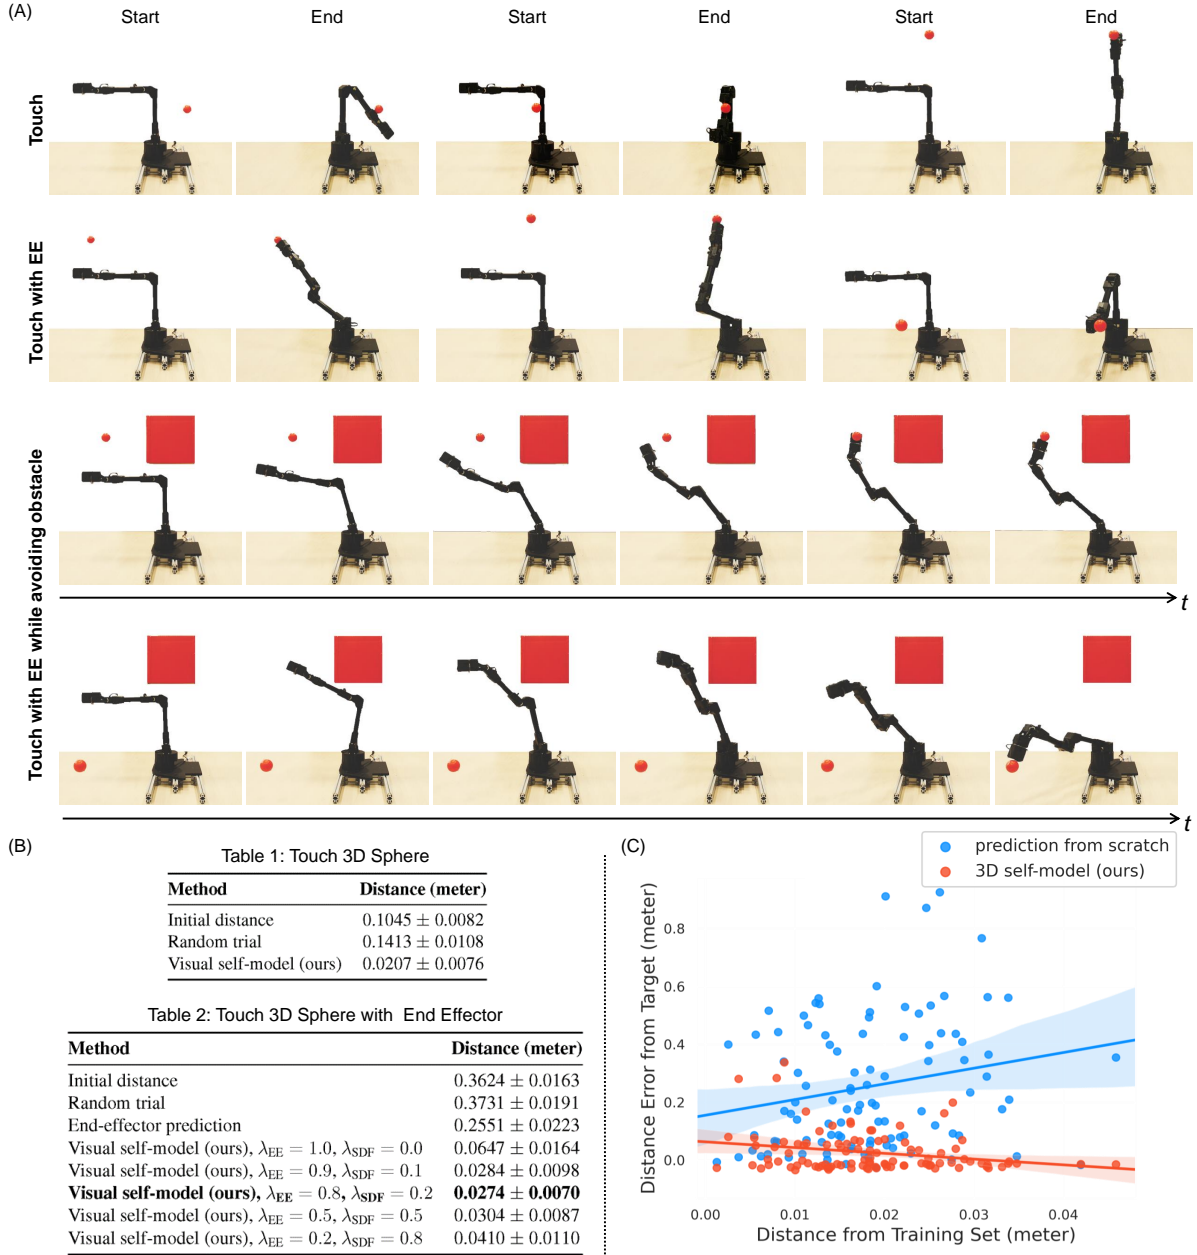 (A)
Start End Start End Start End
Touch
Touch with EE
Touch with EE while avoiding obstacle
t
t
(B)
Table 1: Touch 3D Sphere
Method Distance (meter)
Initial distance 0.1045 ± 0.0082
Random trial 0.1413 ± 0.0108
Visual self-model (ours) 0.0207 ± 0.0076
Table 2: Touch 3D Sphere with End Effector
Method Distance (meter)
Initial distance 0.3624 ± 0.0163
Random trial 0.3731 ± 0.0191
End-effector prediction 0.2551 ± 0.0223
Visual self-model (ours), λEE = 1.0, λSDF = 0.0 0.0647 ± 0.0164
Visual self-model (ours), λEE = 0.9, λSDF = 0.1 0.0284 ± 0.0098
Visual self-model (ours), λEE = 0.8, λSDF = 0.2 0.0274 ± 0.0070
Visual self-model (ours), λEE = 0.5, λSDF = 0.5 0.0304 ± 0.0087
Visual self-model (ours), λEE = 0.2, λSDF = 0.8 0.0410 ± 0.0110
(C)
prediction from scratch
3D self-model (ours)
Distance Error from Target (meter)
0.8
0.6
0.4
0.2
0.0
0.00 0.01 0.02 0.03 0.04
Distance from Training Set (meter)